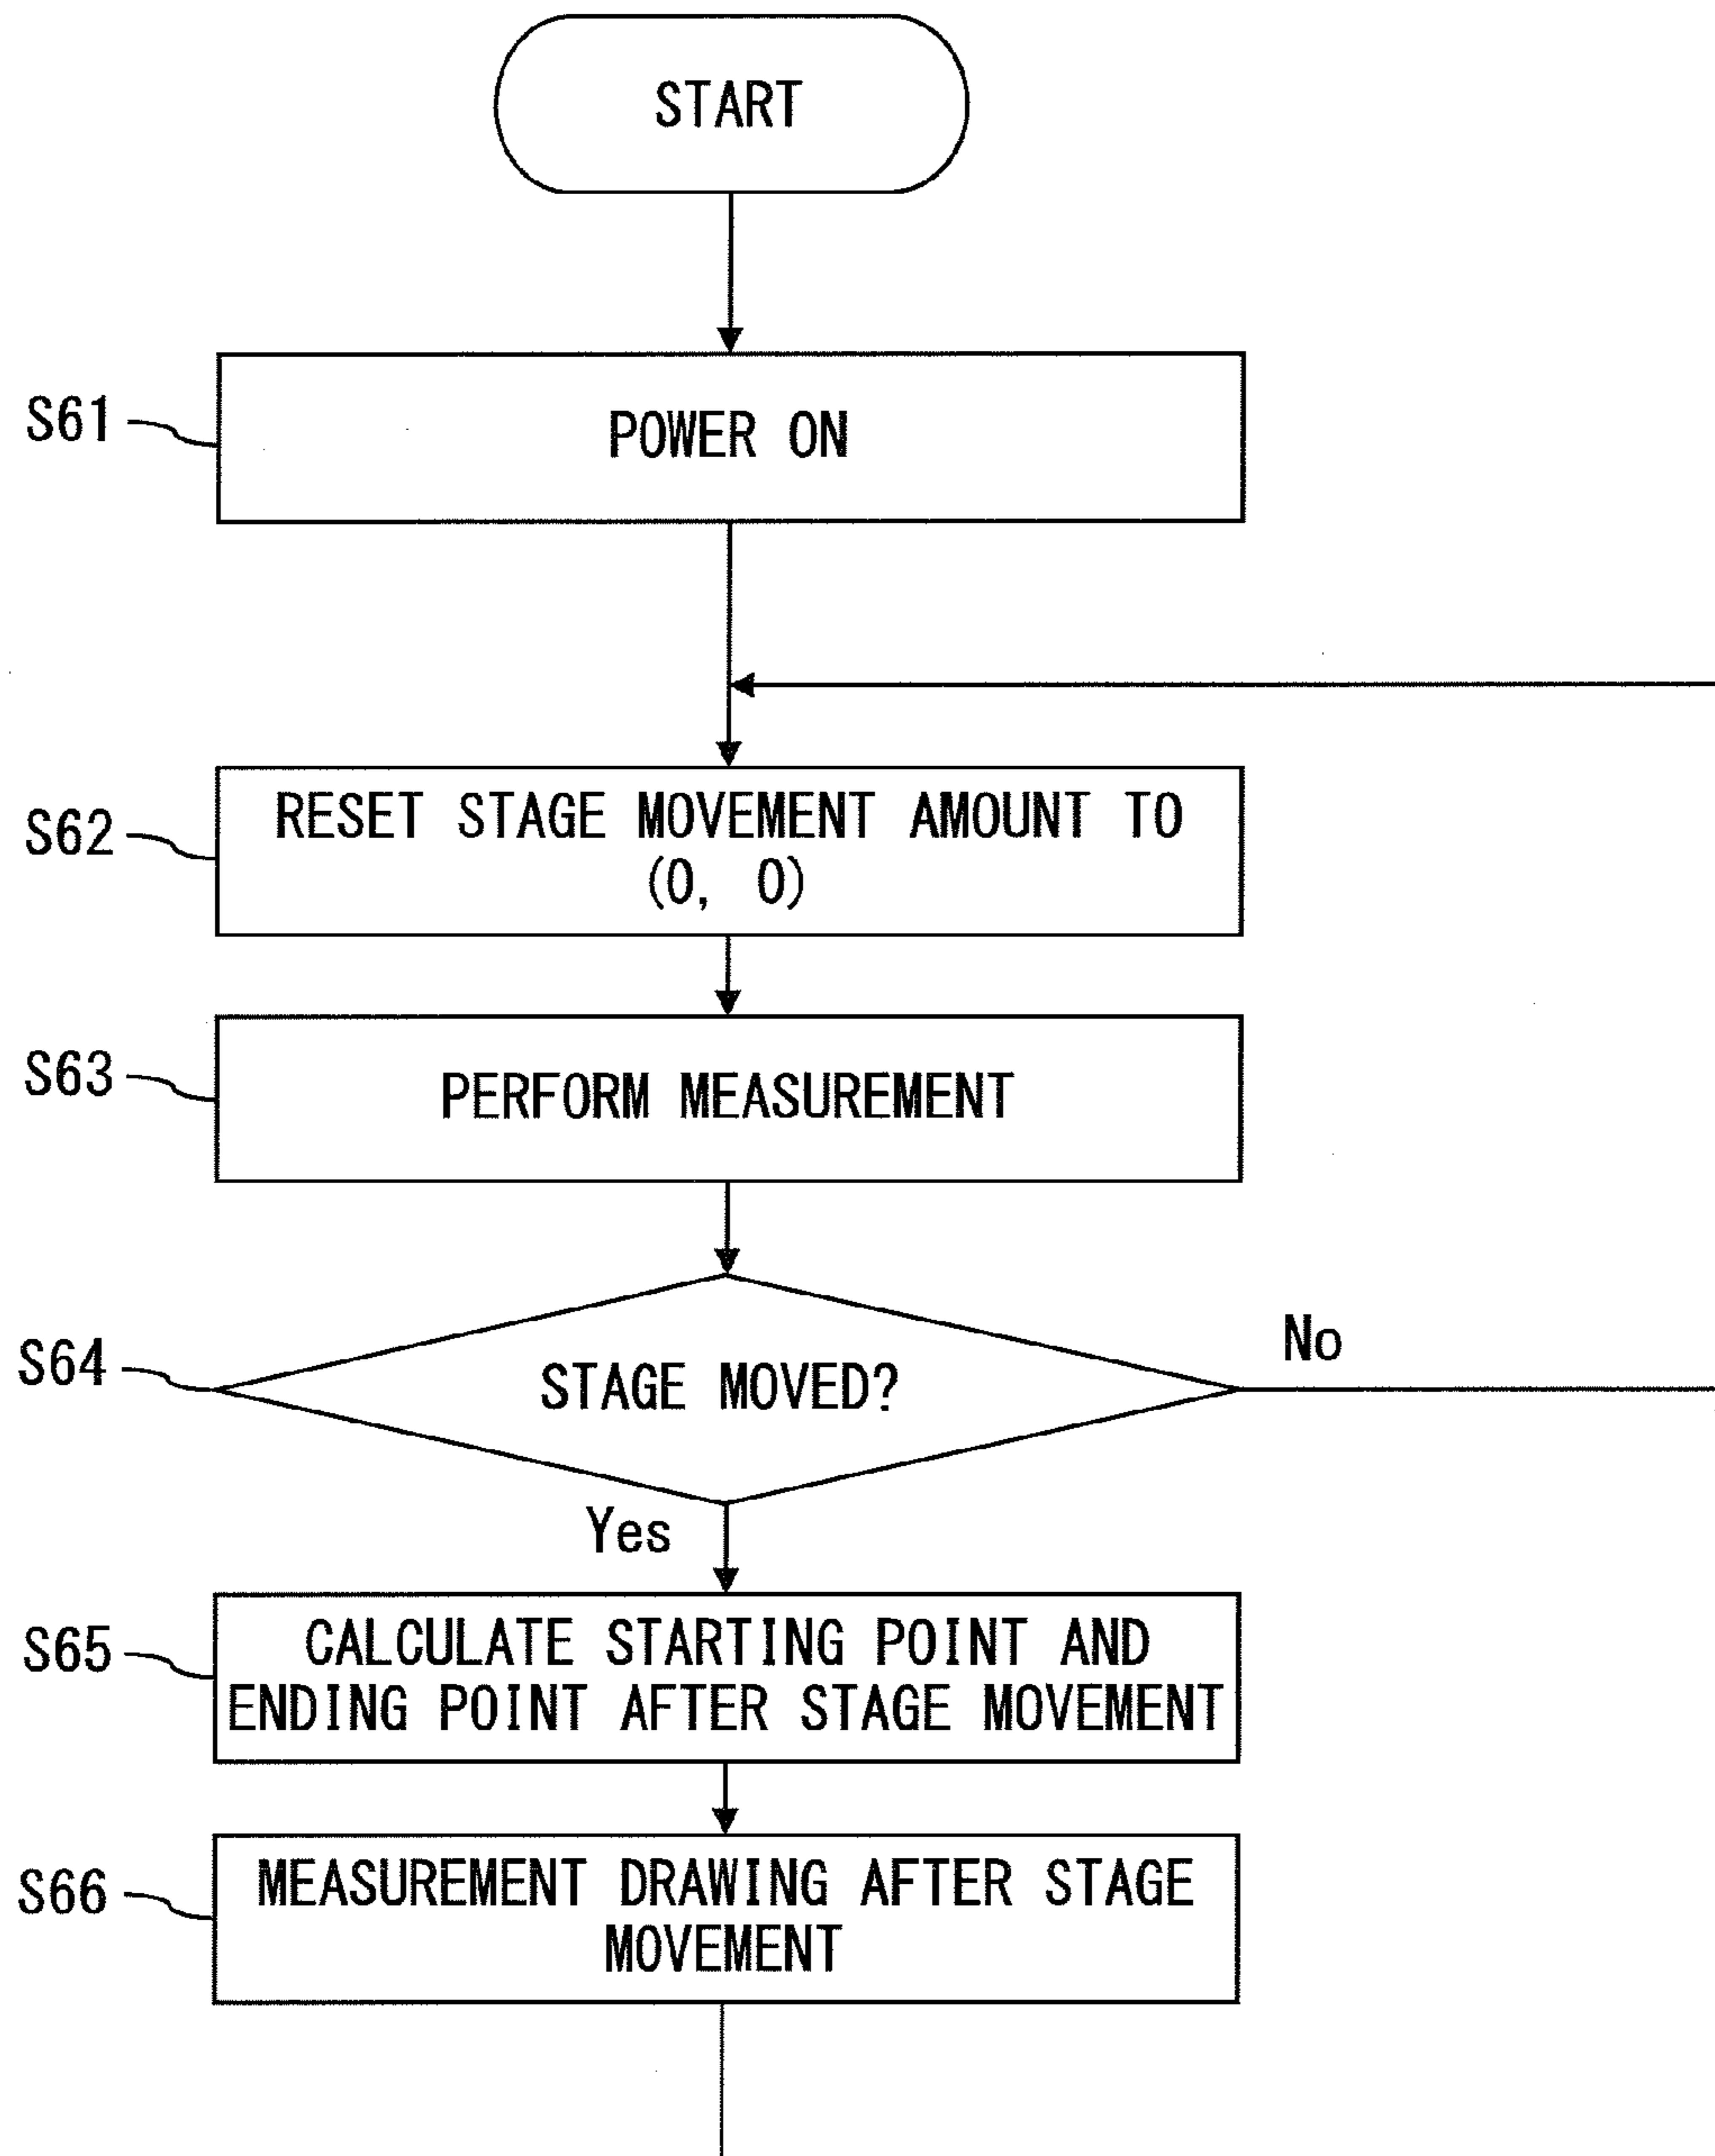 START
S61
POWER ON
S62
RESET STAGE MOVEMENT AMOUNT TO
(0, 0)
S63
PERFORM MEASUREMENT
S64
STAGE MOVED?
No
Yes
S65
CALCULATE STARTING POINT AND
ENDING POINT AFTER STAGE MOVEMENT
S66
MEASUREMENT DRAWING AFTER STAGE
MOVEMENT